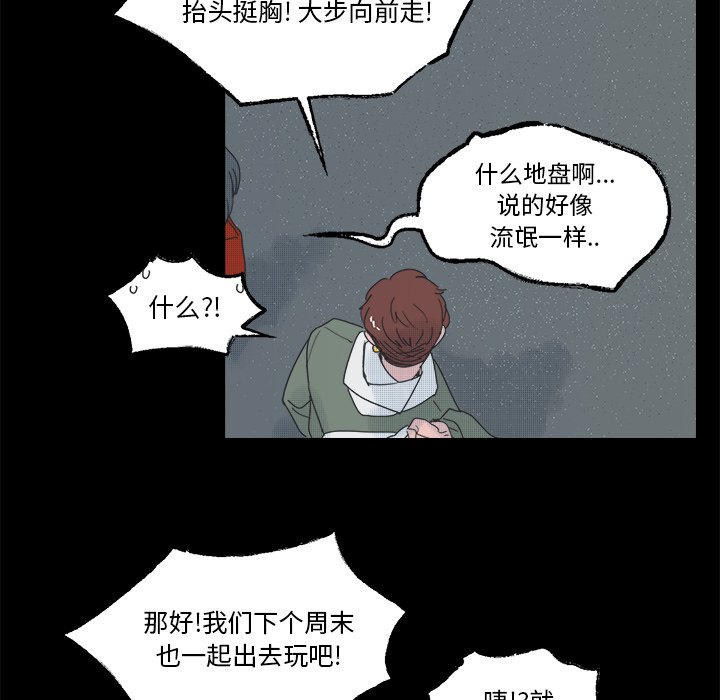 抬头挺胸! 大步向前走!
什么地盘啊...
说的好像
流氓一样..
什么?!
那好!我们下个周末
也一起出去玩吧!
咦!?就